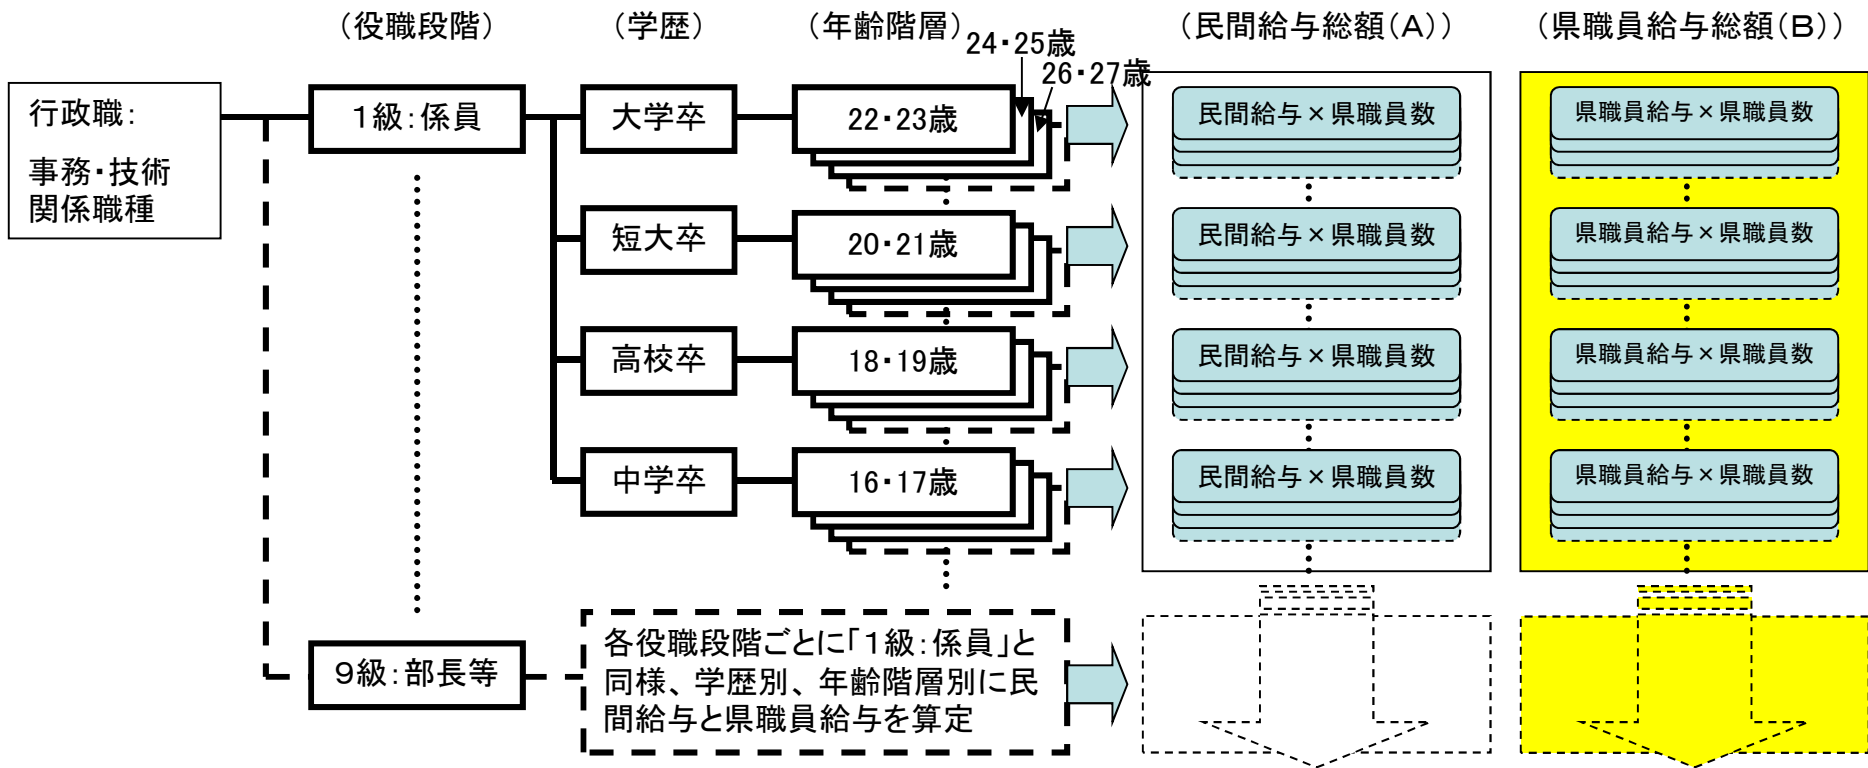 (役職段階)
(学歴)
(年齢階層)
(民間給与総額(A))
(県職員給与総額(B))
24・25歳
26・27歳
行政職:
事務・技術
関係職種
1級:係員
大学卒
22・23歳
民間給与×県職員数
県職員給与×県職員数
短大卒
20・21歳
民間給与×県職員数
県職員給与×県職員数
高校卒
18・19歳
民間給与×県職員数
県職員給与×県職員数
中学卒
16・17歳
民間給与×県職員数
県職員給与×県職員数
9級:部長等
各役職段階ごとに「1級:係員」と
同様、学歴別、年齢階層別に民
間給与と県職員給与を算定